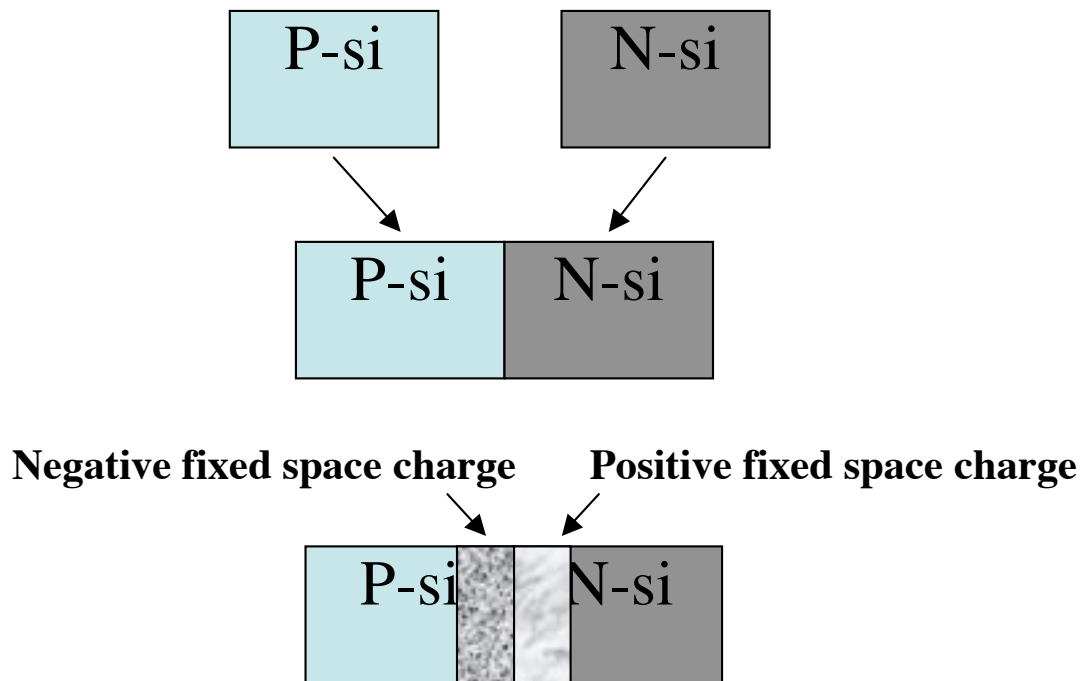 P-si
N-si
P-si
N-si
Negative fixed space charge
Positive fixed space charge
P-si
N-si